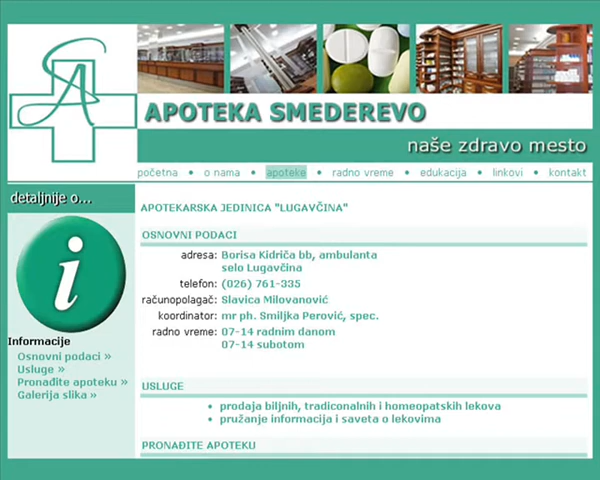 APOTEKA SMEDEREVO
naše zdravo mesto
početna • o nama • apoteke • radno vreme • edukacija • linkovi • kontakt
detaljnije o...
i
Informacije
Osnovni podaci »
Usluge »
Pronađite apoteku »
Galerija slika »
APOTEKARSKA JEDINICA "LUGAVČINA"
OSNOVNI PODACI
adresa: Borisa Kidriča bb, ambulanta
selo Lugavčina
telefon: (026) 761-335
računopolagač: Slavica Milovanović
koordinator: mr ph. Smiljka Perović, spec.
radno vreme: 07-14 radnim danom
07-14 subotom
USLUGE
• prodaja biljnih, tradiconalnih i homeopatskih lekova
• pružanje informacija i saveta o lekovima
PRONAĐITE APOTEKU